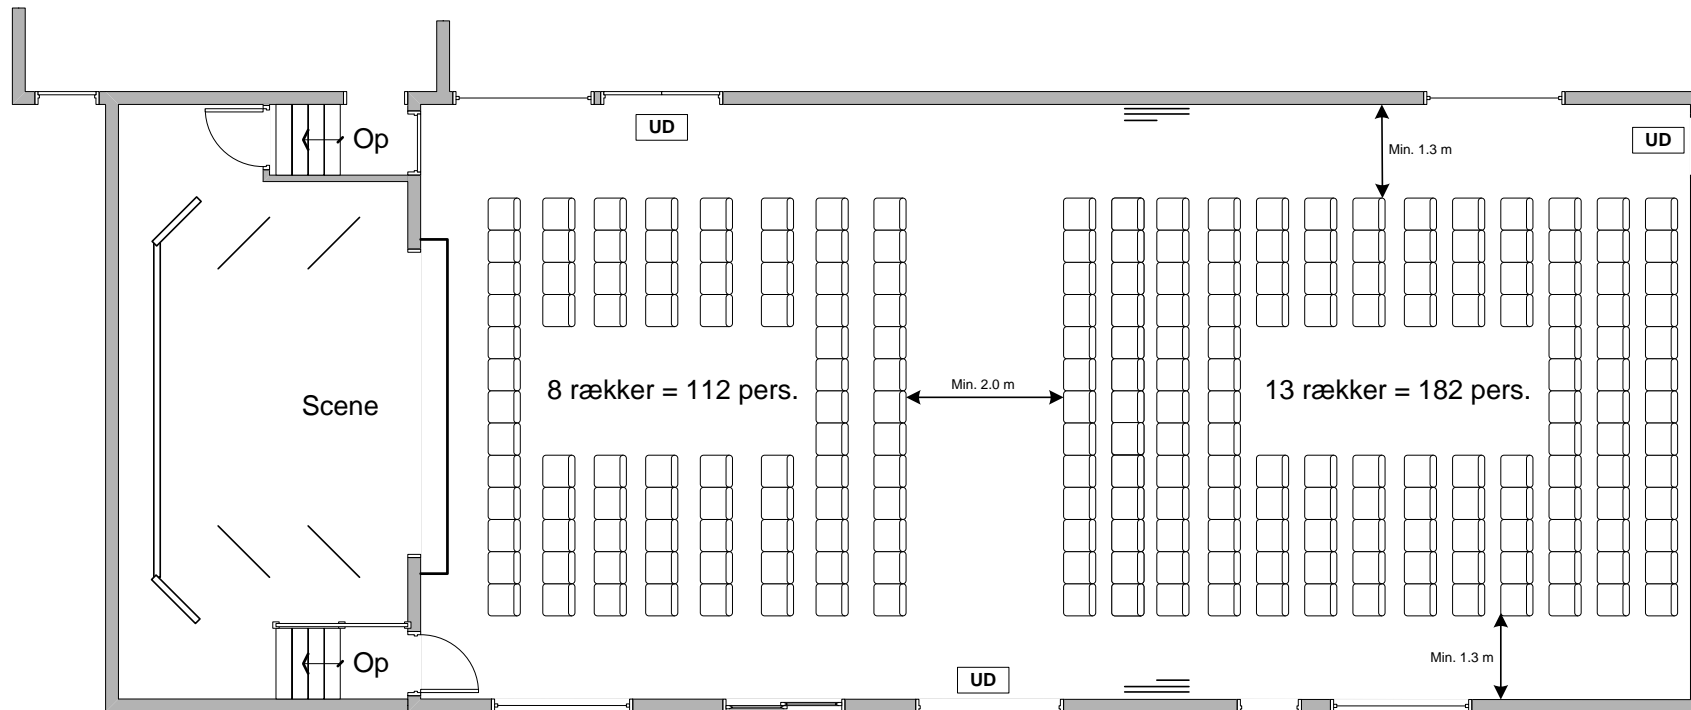 Op
UD
Min. 1.3 m
UD
8 rækker = 112 pers.
Min. 2.0 m
13 rækker = 182 pers.
Scene
Op
UD
Min. 1.3 m